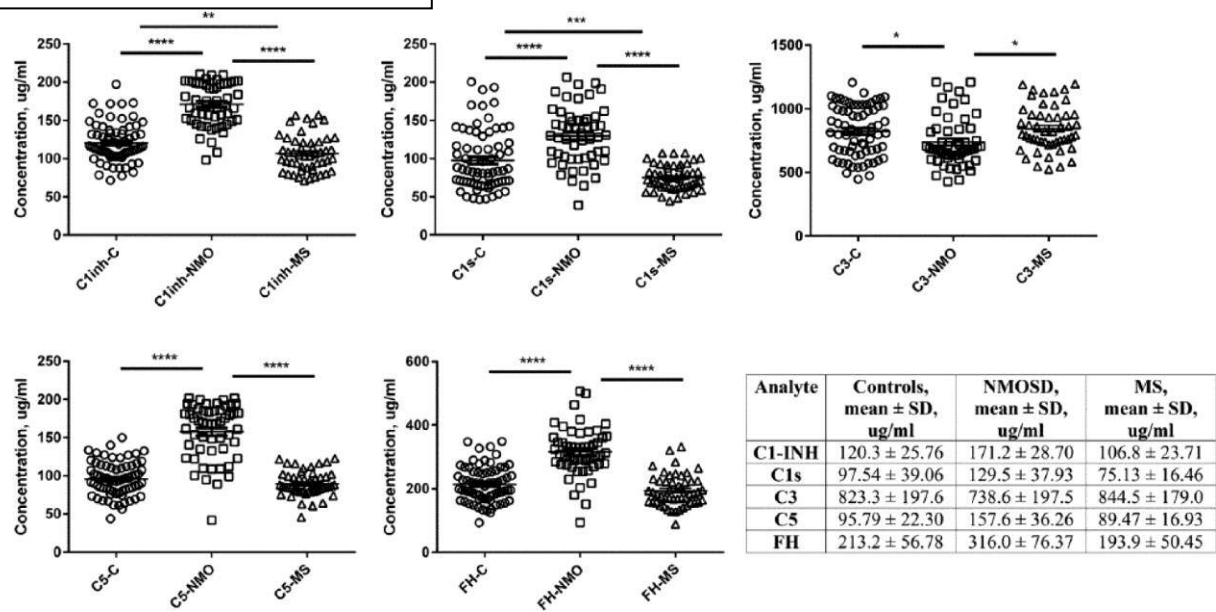 **
****
****
250
200
150
100
50
0
Concentration, ug/ml
C1inh-C
C1inh-NMO
C1inh-MS
***
****
****
250
200
150
100
50
0
Concentration, ug/ml
C1s-C
C1s-NMO
C1s-MS
*
*
1500
1000
500
0
Concentration, ug/ml
C3-C
C3-NMO
C3-MS
****
****
250
200
150
100
50
0
Concentration, ug/ml
C5-C
C5-NMO
C5-MS
****
****
600
400
200
0
Concentration, ug/ml
FH-C
FH-NMO
FH-MS
Analyte Controls, NMOSD, MS,
mean ± SD, mean ± SD, mean ± SD,
ug/ml ug/ml ug/ml
C1-INH 120.3 ± 25.76 171.2 ± 28.70 106.8 ± 23.71
C1s 97.54 ± 39.06 129.5 ± 37.93 75.13 ± 16.46
C3 823.3 ± 197.6 738.6 ± 197.5 844.5 ± 179.0
C5 95.79 ± 22.30 157.6 ± 36.26 89.47 ± 16.93
FH 213.2 ± 56.78 316.0 ± 76.37 193.9 ± 50.45